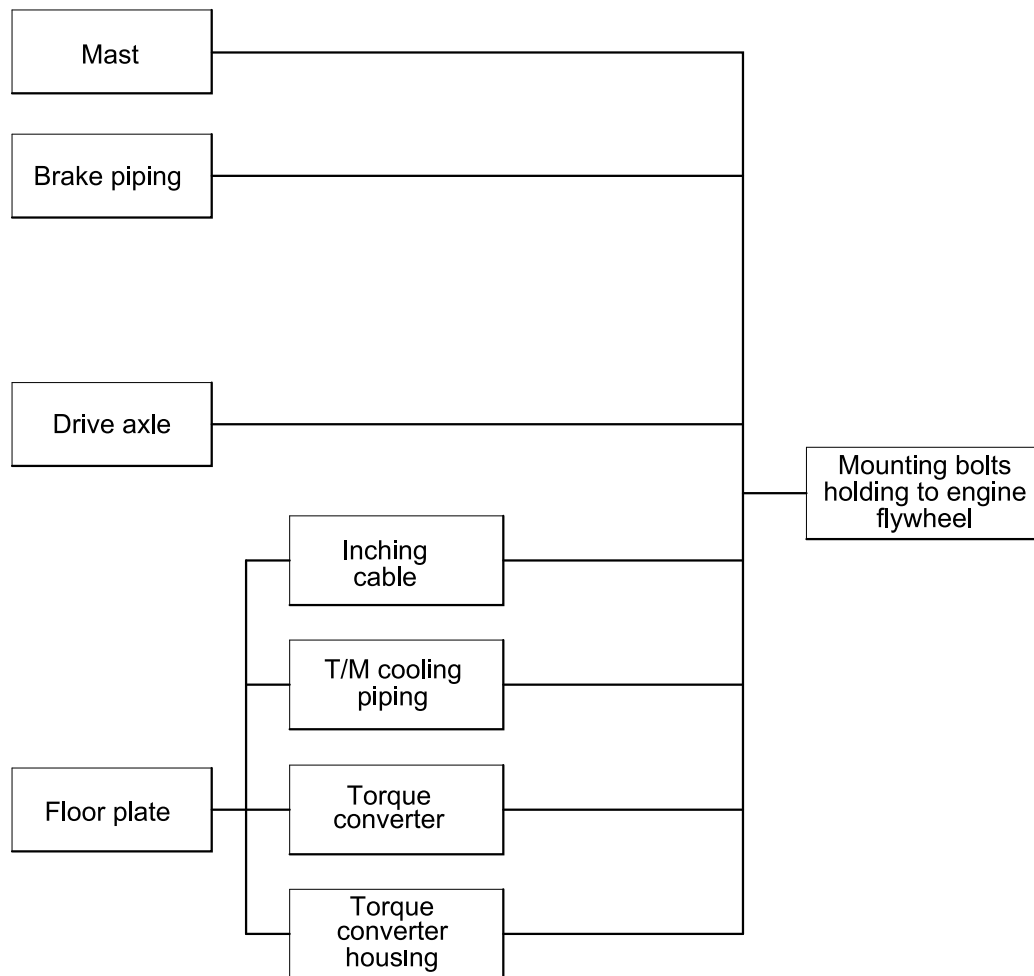 Mast
Brake piping
Drive axle
Mounting bolts
holding to engine
flywheel
Inching
cable
T/M cooling
piping
Floor plate
Torque
converter
Torque
converter
housing